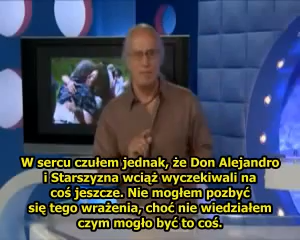 W sercu czułem jednak, że Don Alejandro
i Starszyzna wciąż wyczekiwali na
coś jeszcze. Nie mogłem pozbyć
się tego wrażenia, choć nie wiedziałem
czym mogło być to coś.